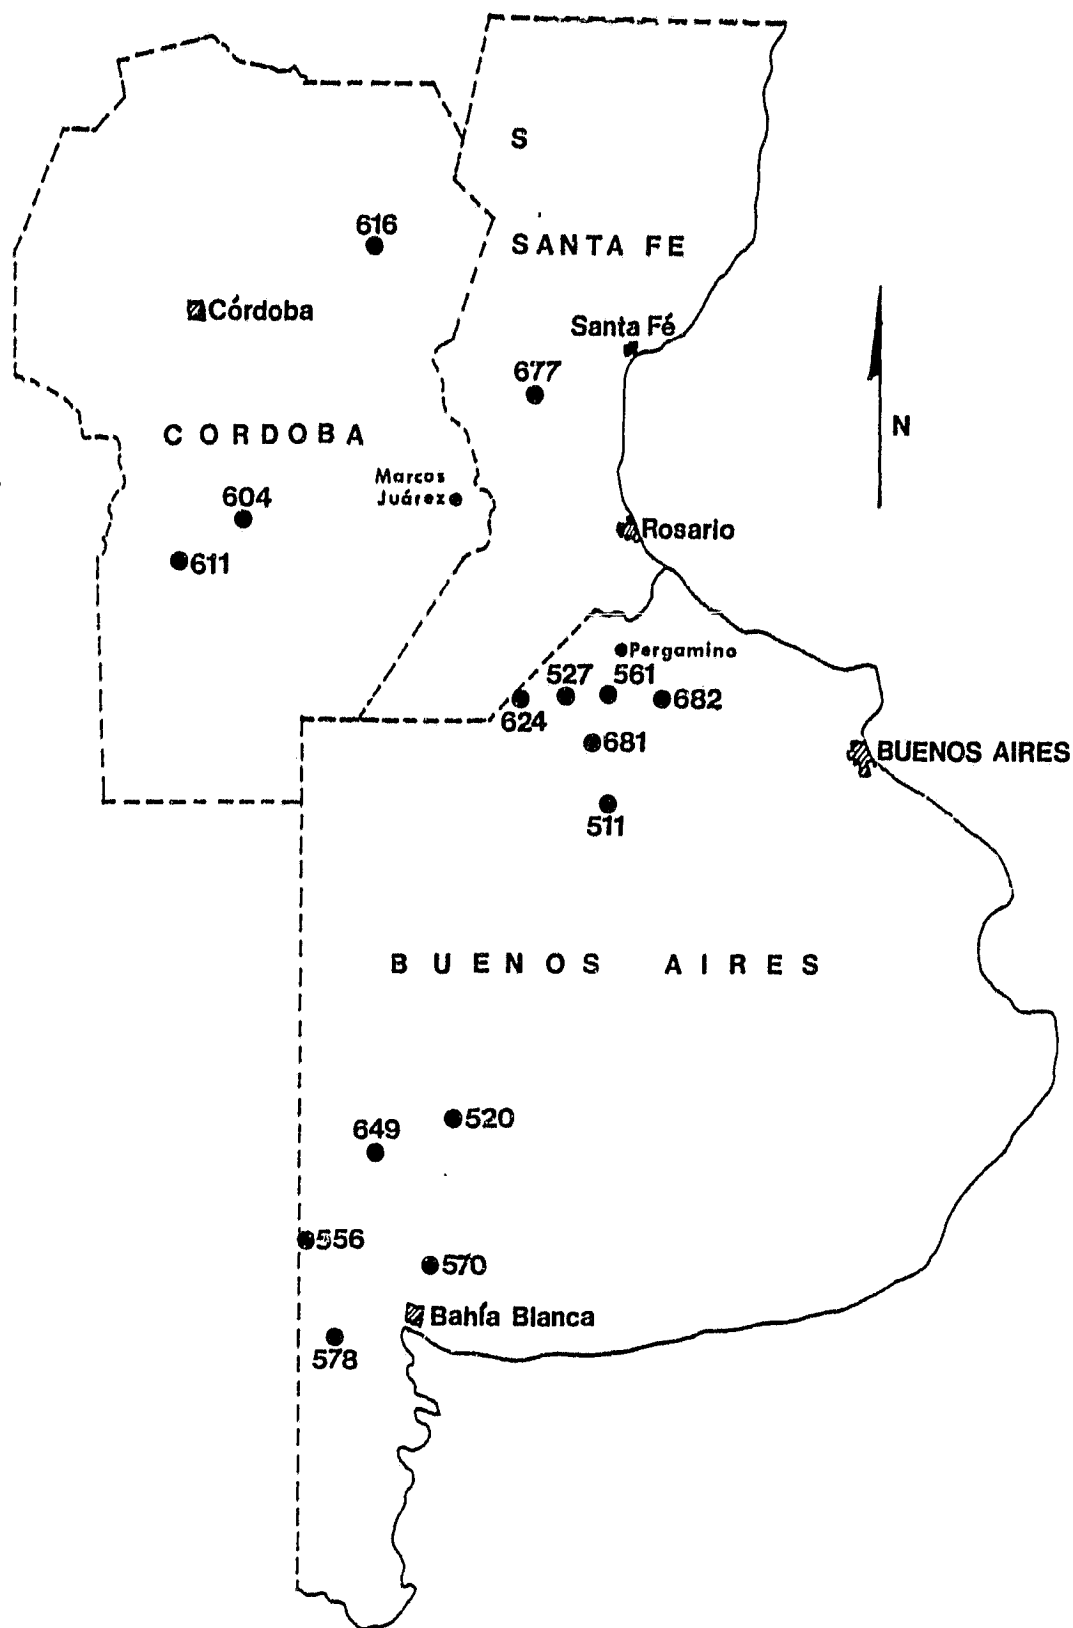 S
616
SANTA FE
Córdoba
Santa Fé
677
N
CORDOBA
Marcos
Juárez
604
Rosario
611
Pergamino
527
561
682
624
681
BUENOS AIRES
511
BUENOS AIRES
520
649
556
570
Bahía Blanca
578